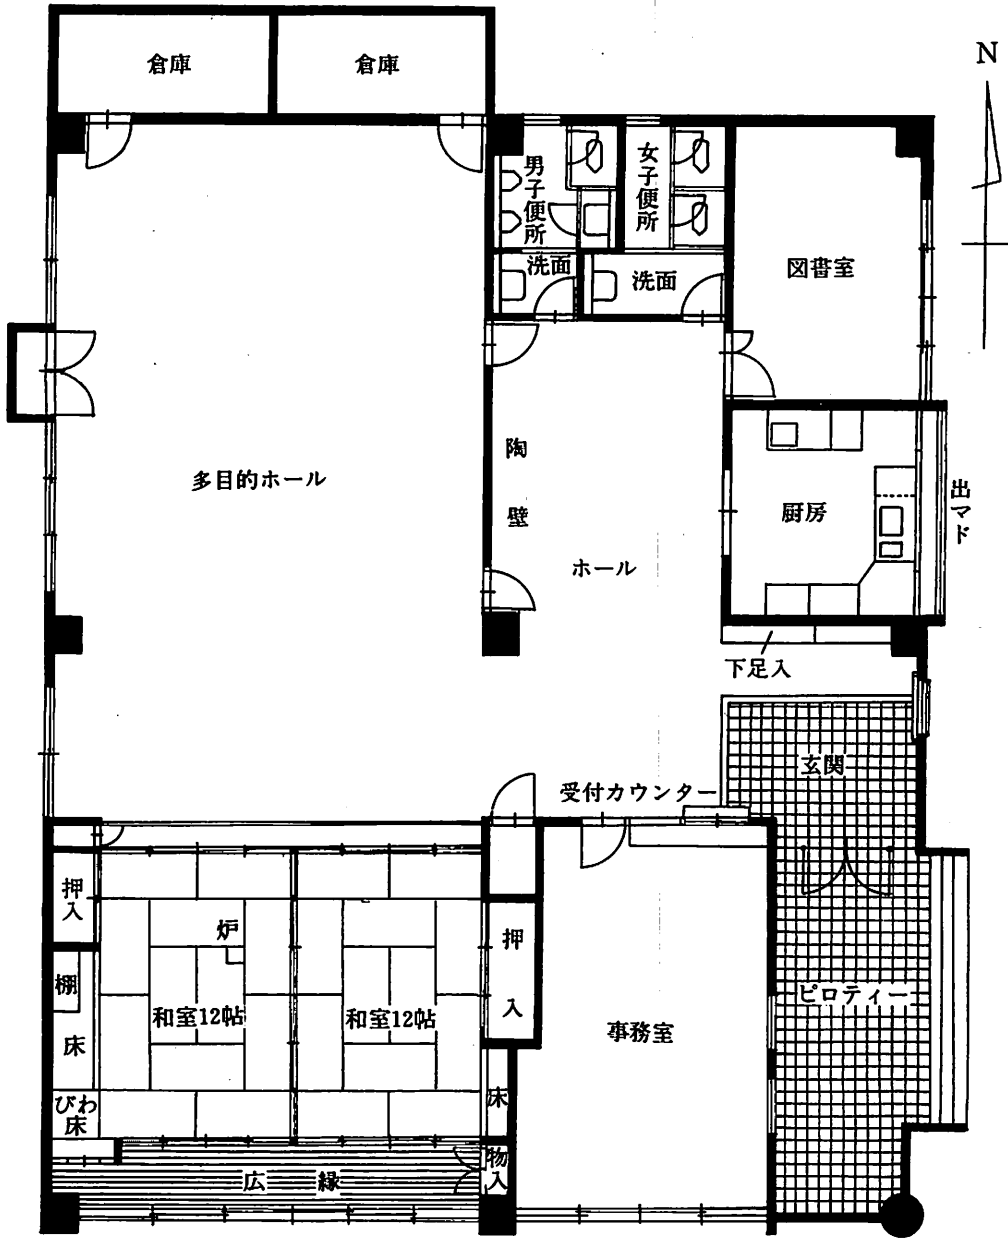 倉庫
倉庫
N
男子便所
女子便所
洗面
洗面
図書室
陶壁
多目的ホール
厨房
出マド
ホール
下足入
玄関
受付カウンター
押入
炉
押入
棚
和室12帖
和室12帖
床
事務室
ピロティー
びわ床
床
物入
広縁